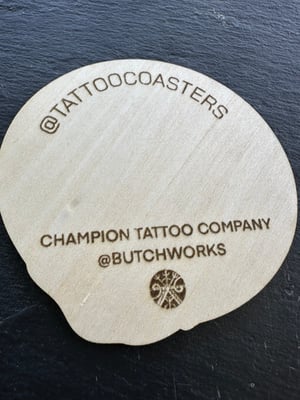 @TATTOOCOASTERS
CHAMPION TATTOO COMPANY
@BUTCHWORKS